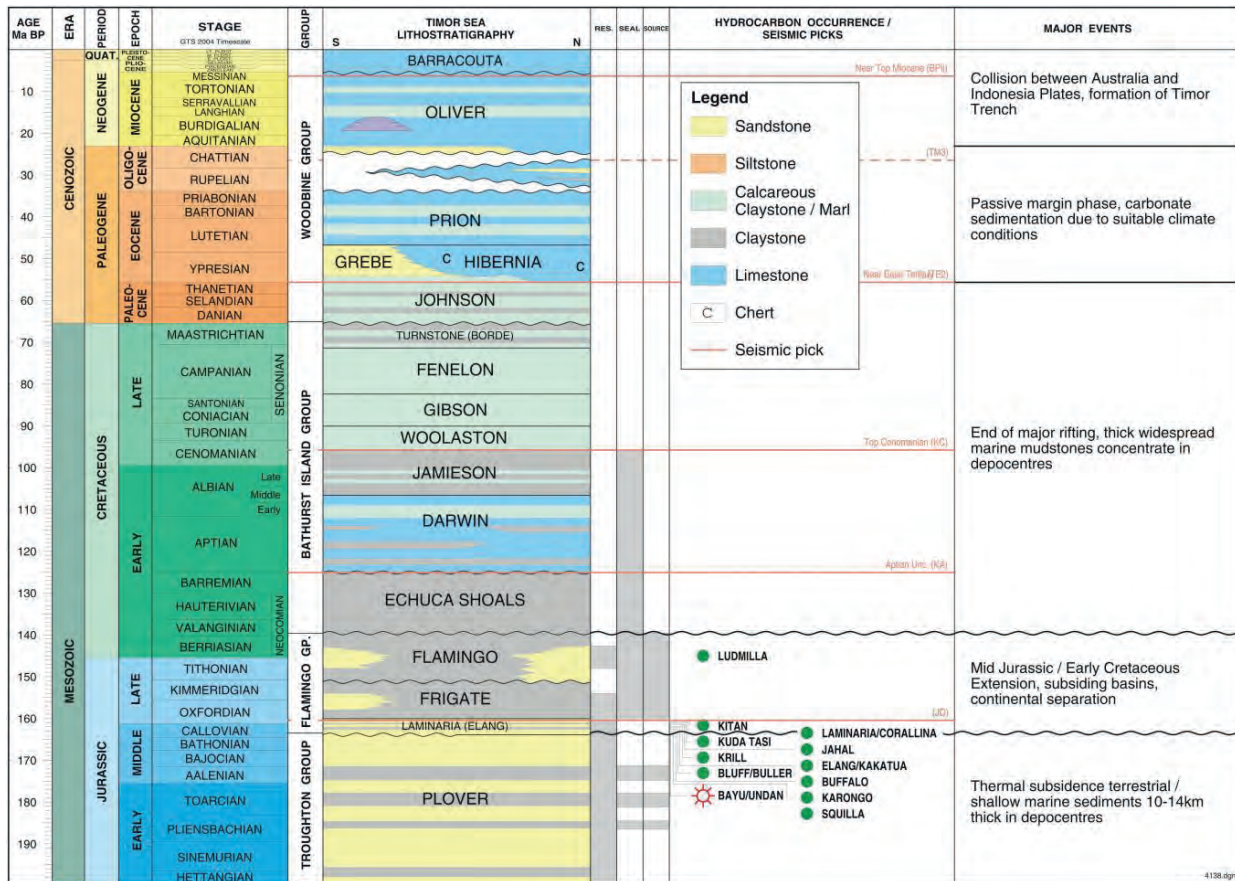 AGE
Ma BP
ERA
PERIOD
EPOCH
STAGE
GTS 2004 Timescale
GROUP
TIMOR SEA
LITHOSTRATIGRAPHY
S
N
RES.
SEAL
SOURCE
HYDROCARBON OCCURRENCE /
SEISMIC PICKS
MAJOR EVENTS
10
20
30
40
50
60
70
80
90
100
110
120
130
140
150
160
170
180
190
CENOZOIC
MESOZOIC
QUAT.
NEOGENE
PALEOGENE
CRETACEOUS
JURASSIC
PLEISTO-
CENE
PLIO-
CENE
MIOCENE
OLIGO-
CENE
EOCENE
PALEO-
CENE
LATE
EARLY
LATE
MIDDLE
EARLY
MESSINIAN
TORTONIAN
SERRAVALLIAN
LANGHIAN
BURDIGALIAN
AQUITANIAN
CHATTIAN
RUPELIAN
PRIABONIAN
BARTONIAN
LUTETIAN
YPRESIAN
THANETIAN
SELANDIAN
DANIAN
MAASTRICHTIAN
CAMPANIAN
SANTONIAN
CONIACIAN
TURONIAN
CENOMANIAN
SENONIAN
ALBIAN
Late
Middle
Early
APTIAN
BARREMIAN
HAUTERIVIAN
VALANGINIAN
BERRIASIAN
NEOCOMIAN
TITHONIAN
KIMMERIDGIAN
OXFORDIAN
CALLOVIAN
BATHONIAN
BAJOCIAN
AALENIAN
TOARCIAN
PLIENSBACHIAN
SINEMURIAN
HETTANGIAN
WOODBINE GROUP
BATHURST ISLAND GROUP
FLAMINGO GP.
TROUGHTON GROUP
BARRACOUTA
OLIVER
PRION
GREBE
C
HIBERNIA
C
JOHNSON
TURNSTONE (BORDE)
FENELON
GIBSON
WOOLASTON
JAMIESON
DARWIN
ECHUCA SHOALS
FLAMINGO
FRIGATE
LAMINARIA (ELANG)
PLOVER
Near Top Miocene (BPli)
(TM3)
Near Base Tertiary
Top Cenomanian (KC)
Aptian Unc. (KA)
(JO)
Legend
Sandstone
Siltstone
Calcareous
Claystone / Marl
Claystone
Limestone
C
Chert
Seismic pick
LUDMILLA
KITAN
KUDA TASI
KRILL
BLUFF/BULLER
BAYU/UNDAN
LAMINARIA/CORALLINA
JAHAL
ELANG/KAKATUA
BUFFALO
KARONGO
SQUILLA
Collision between Australia and
Indonesia Plates, formation of Timor
Trench
Passive margin phase, carbonate
sedimentation due to suitable climate
conditions
End of major rifting, thick widespread
marine mudstones concentrate in
depocentres
Mid Jurassic / Early Cretaceous
Extension, subsiding basins,
continental separation
Thermal subsidence terrestrial /
shallow marine sediments 10-14km
thick in depocentres
4138.dgn